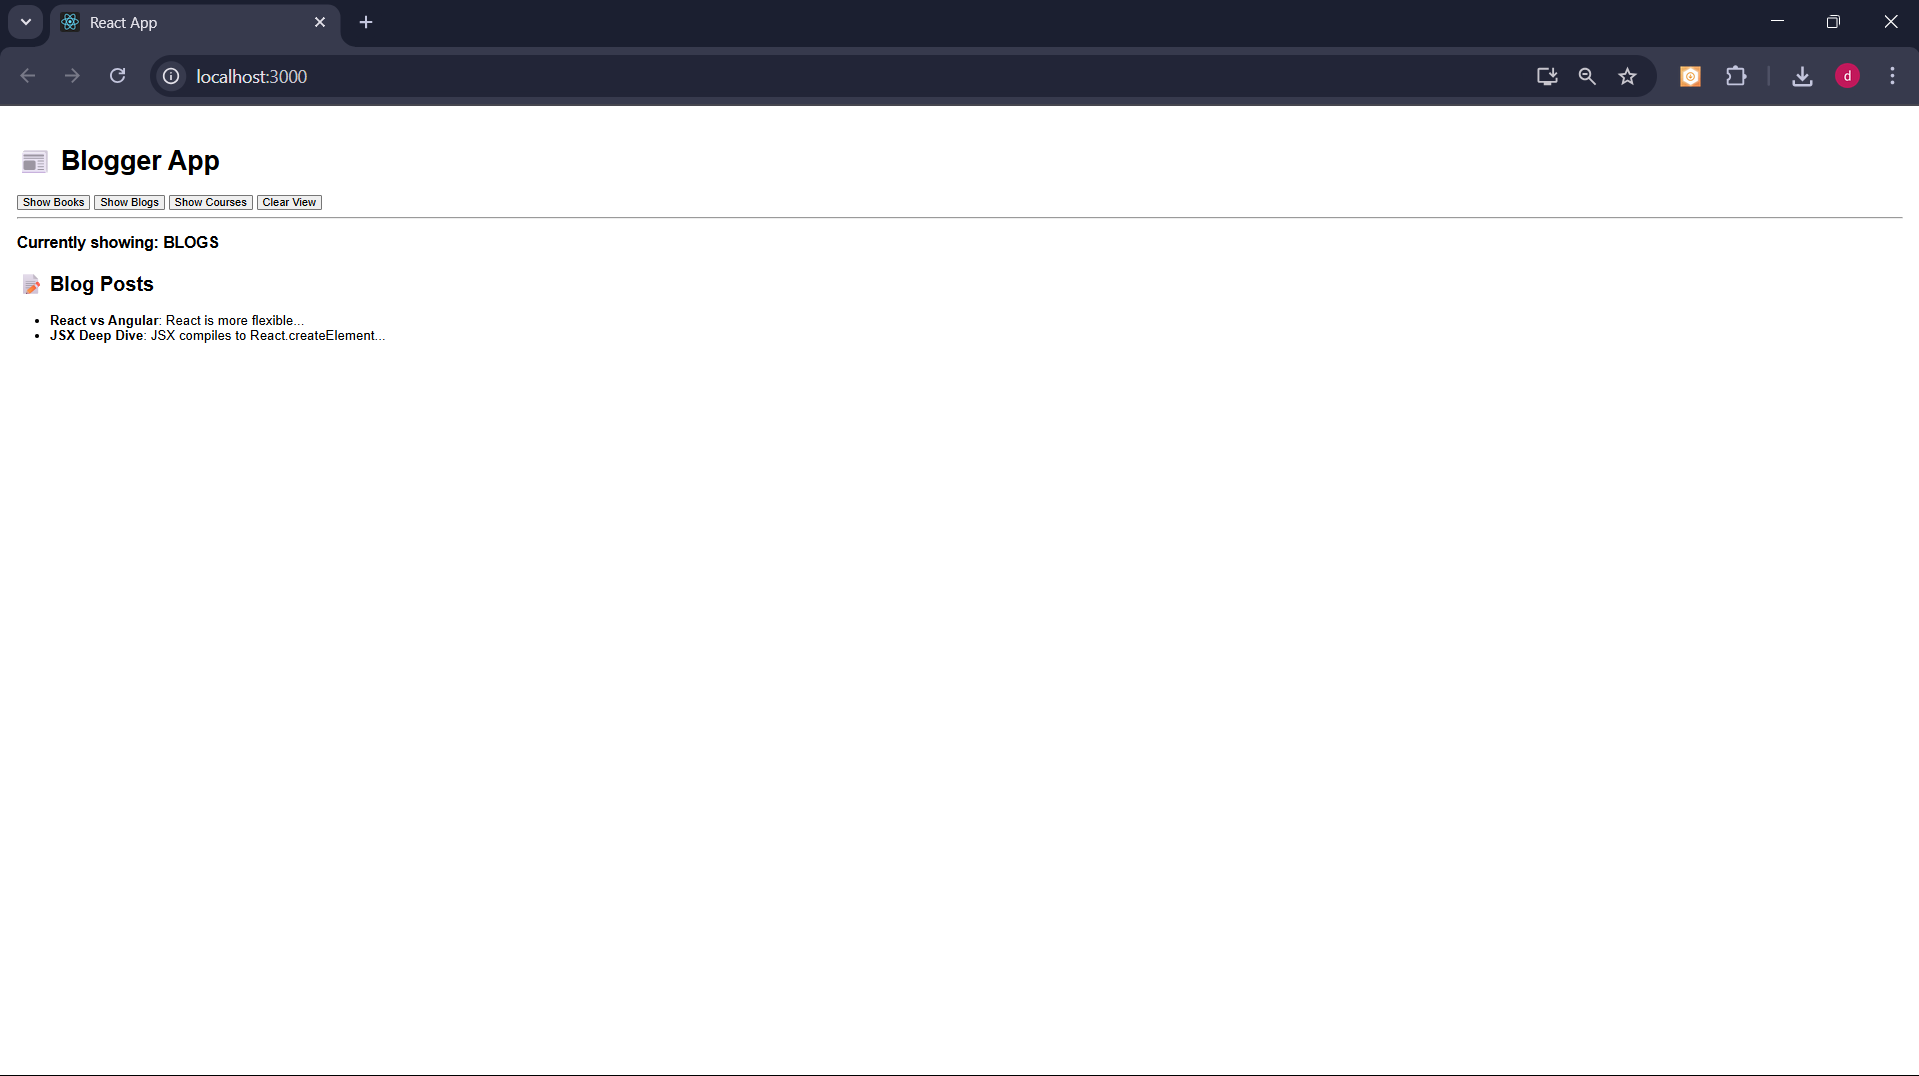 React App
localhost:3000
d
Blogger App
Show Books Show Blogs Show Courses Clear View
Currently showing: BLOGS
Blog Posts
• React vs Angular: React is more flexible...
• JSX Deep Dive: JSX compiles to React.createElement...